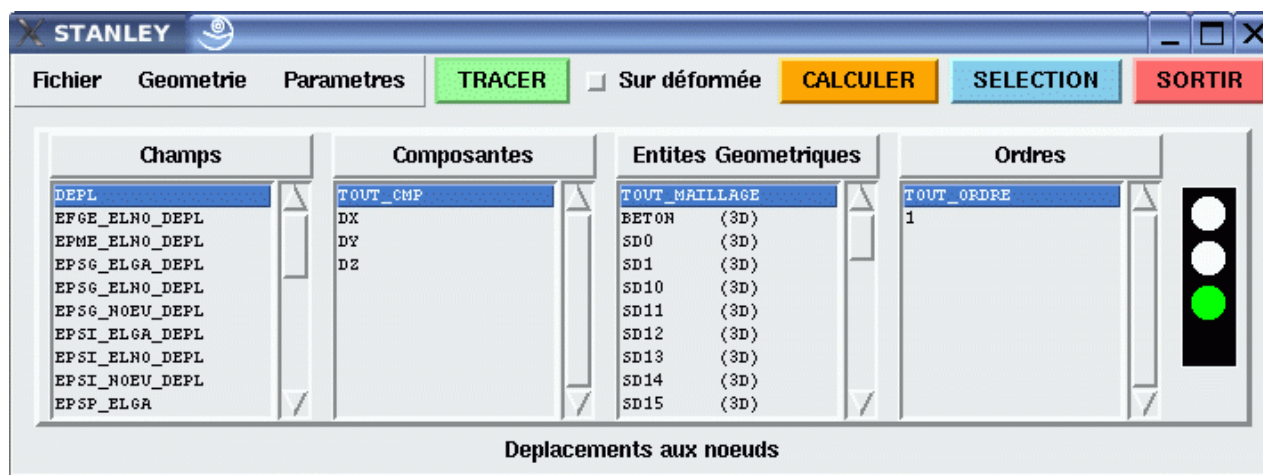 STANLEY
Fichier Geometrie Parametres TRACER Sur déformée CALCULER SELECTION SORTIR
Champs Composantes Entites Geometriques Ordres
DEPL TOUT_CMP TOUT_MAILLAGE TOUT_ORDRE
EFGE_ELNO_DEPL DX BETON (3D) 1
EPME_ELNO_DEPL DY SD0 (3D)
EPSG_ELGA_DEPL DZ SD1 (3D)
EPSG_ELNO_DEPL SD10 (3D)
EPSG_NOEU_DEPL SD11 (3D)
EPSI_ELGA_DEPL SD12 (3D)
EPSI_ELNO_DEPL SD13 (3D)
EPSI_NOEU_DEPL SD14 (3D)
EPSP_ELGA SD15 (3D)
Deplacements aux noeuds